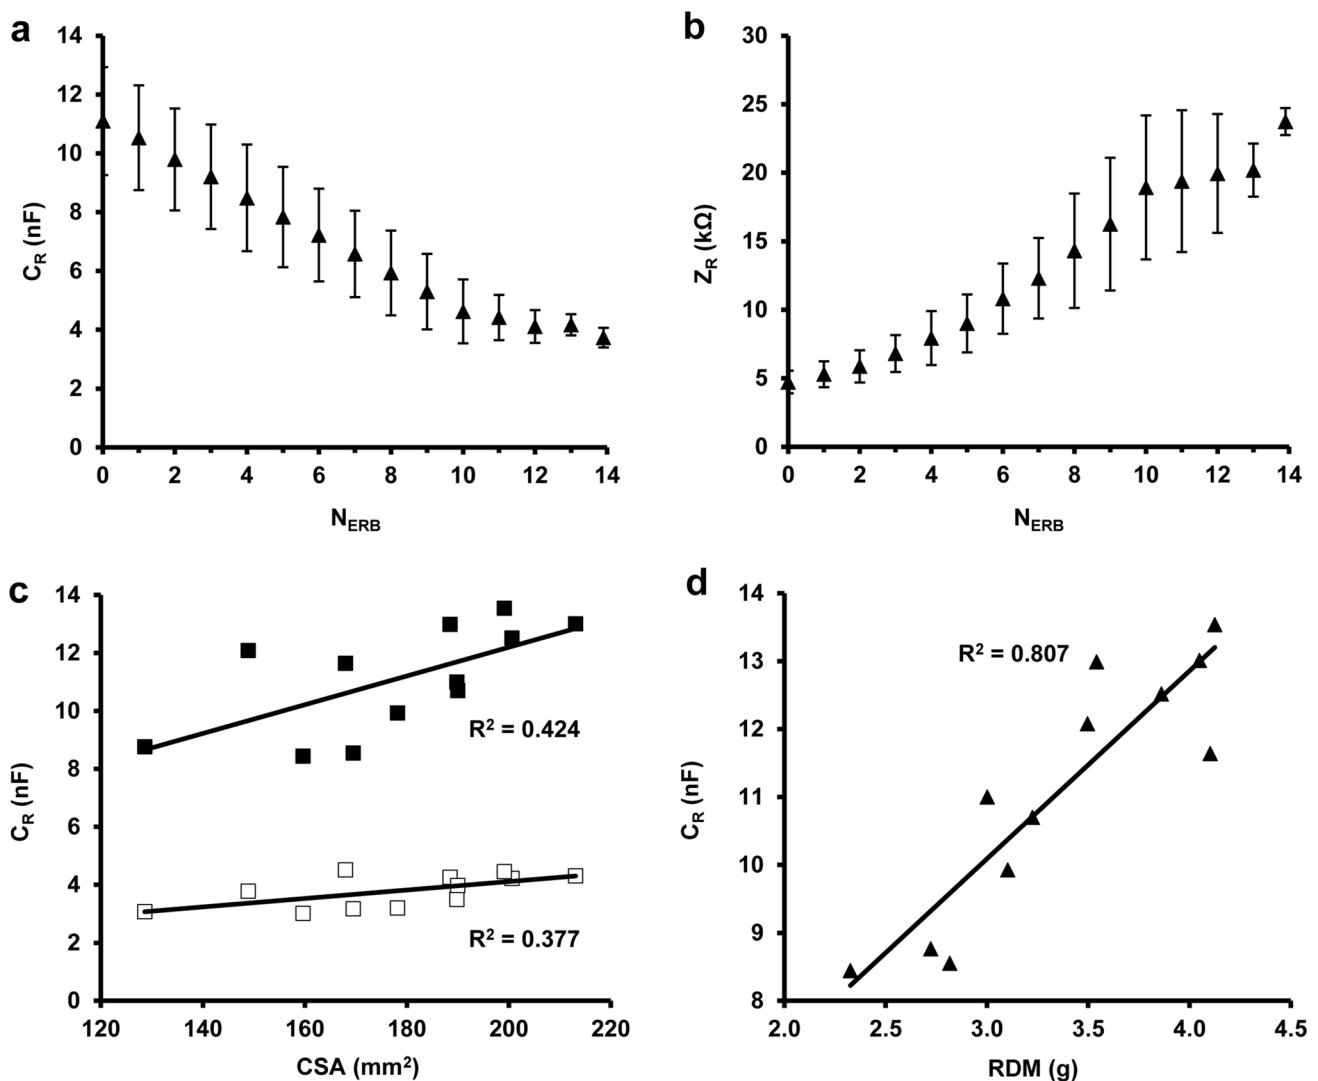 a
14
12
10
8
6
4
2
0
C_R (nF)
0 2 4 6 8 10 12 14
N_ERB
b
30
25
20
15
10
5
0
Z_R (kΩ)
0 2 4 6 8 10 12 14
N_ERB
c
14
12
10
8
6
4
2
0
C_R (nF)
R² = 0.424
R² = 0.377
120 140 160 180 200 220
CSA (mm²)
d
14
13
12
11
10
9
8
C_R (nF)
R² = 0.807
2.0 2.5 3.0 3.5 4.0 4.5
RDM (g)